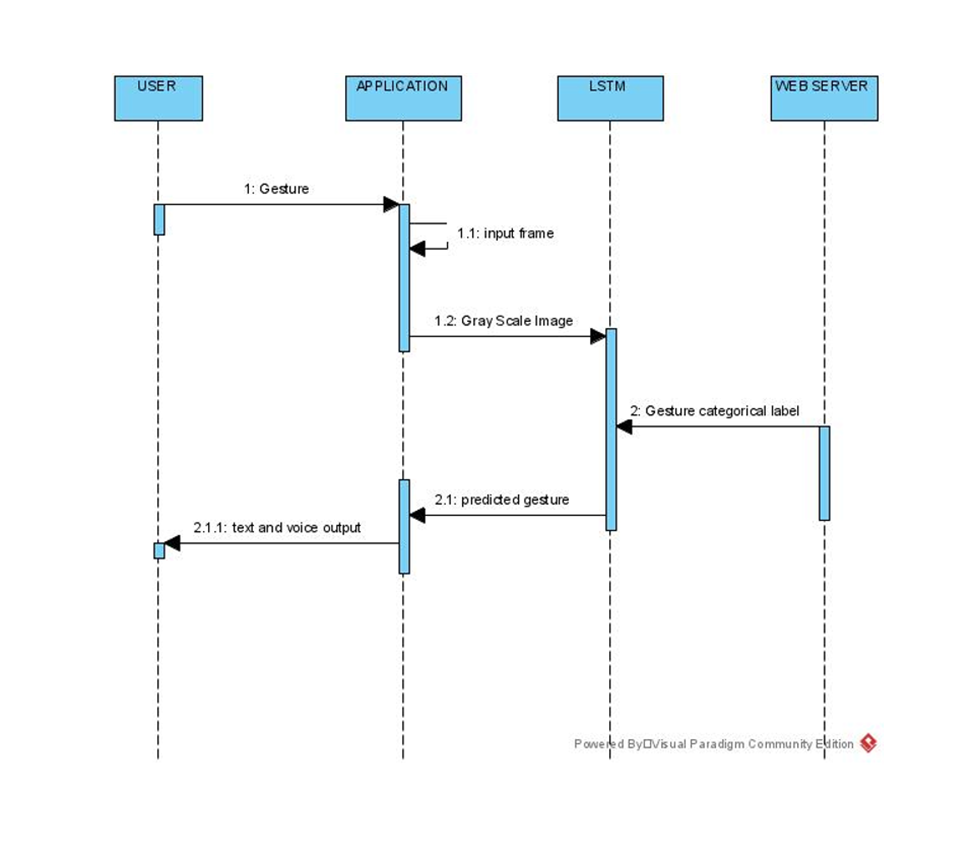 USER
APPLICATION
LSTM
WEB SERVER
1: Gesture
1.1: input frame
1.2: Gray Scale Image
2: Gesture categorical label
2.1: predicted gesture
2.1.1: text and voice output
Powered By□Visual Paradigm Community Edition